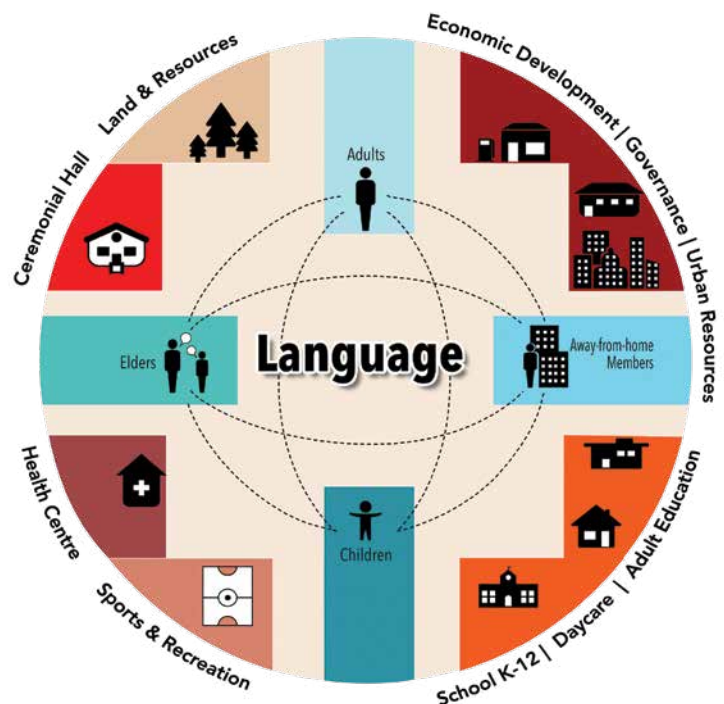 Land & Resources
Economic Development | Governance | Urban Resources
Ceremonial Hall
Adults
Elders
Language
Away-from-home
Members
Children
Health Centre
Sports & Recreation
School K-12 | Daycare | Adult Education